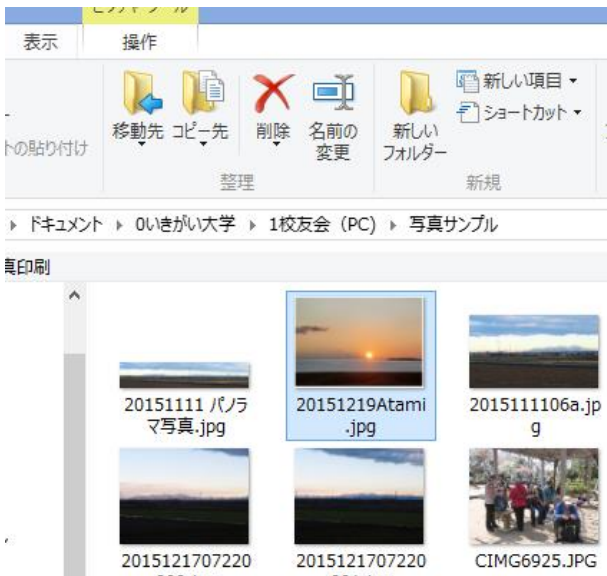 表示 操作
移動先 コピー先 削除 名前の変更 新しいフォルダー
新しい項目
ショートカット
トの貼り付け
整理 新規
ドキュメント 0いきがい大学 1校友会（PC） 写真サンプル
真印刷
20151111 パノラマ写真.jpg
20151219Atami.jpg
2015111106a.jpg
2015121707220
2015121707220
CIMG6925.JPG